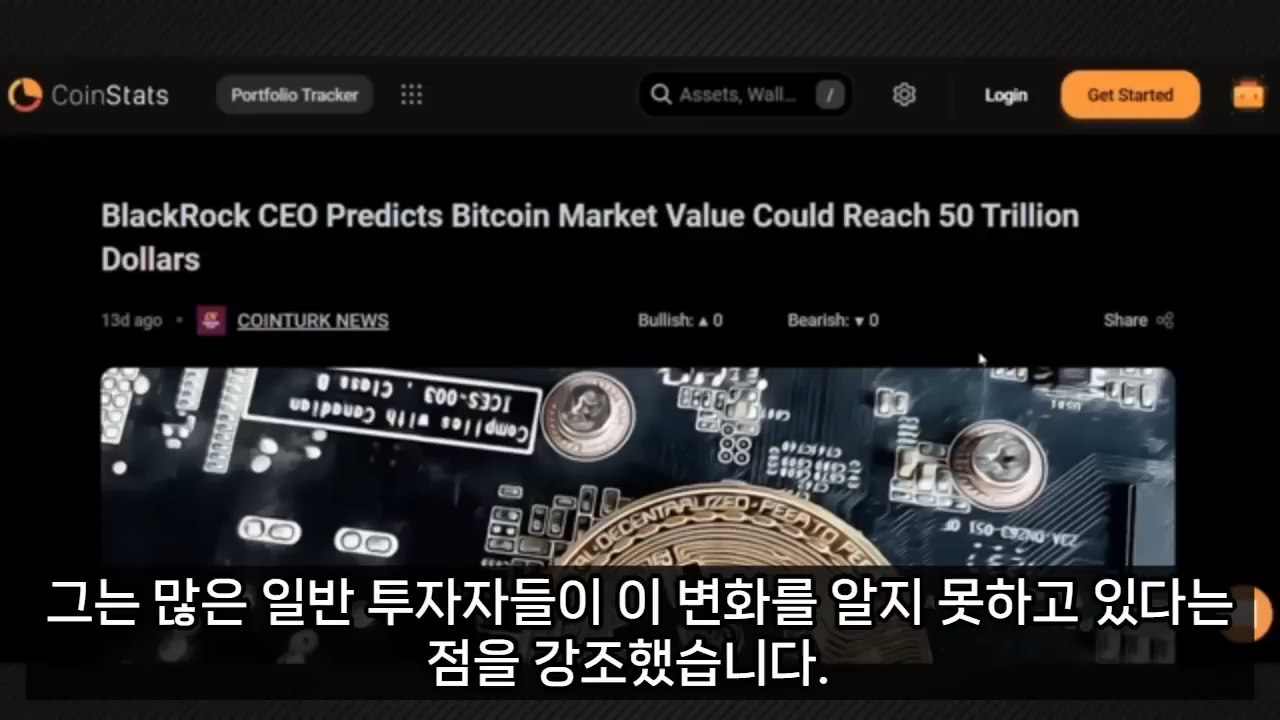 CoinStats
Portfolio Tracker
Assets, Wall... /
Login
Get Started
BlackRock CEO Predicts Bitcoin Market Value Could Reach 50 Trillion
Dollars
13d ago • COINTURK NEWS
Bullish: ▲ 0
Bearish: ▼ 0
Share
Complies with Canadian
ICES-003 , Class B
DECENTRALIZED • PEER TO PE
그는 많은 일반 투자자들이 이 변화를 알지 못하고 있다는
점을 강조했습니다.